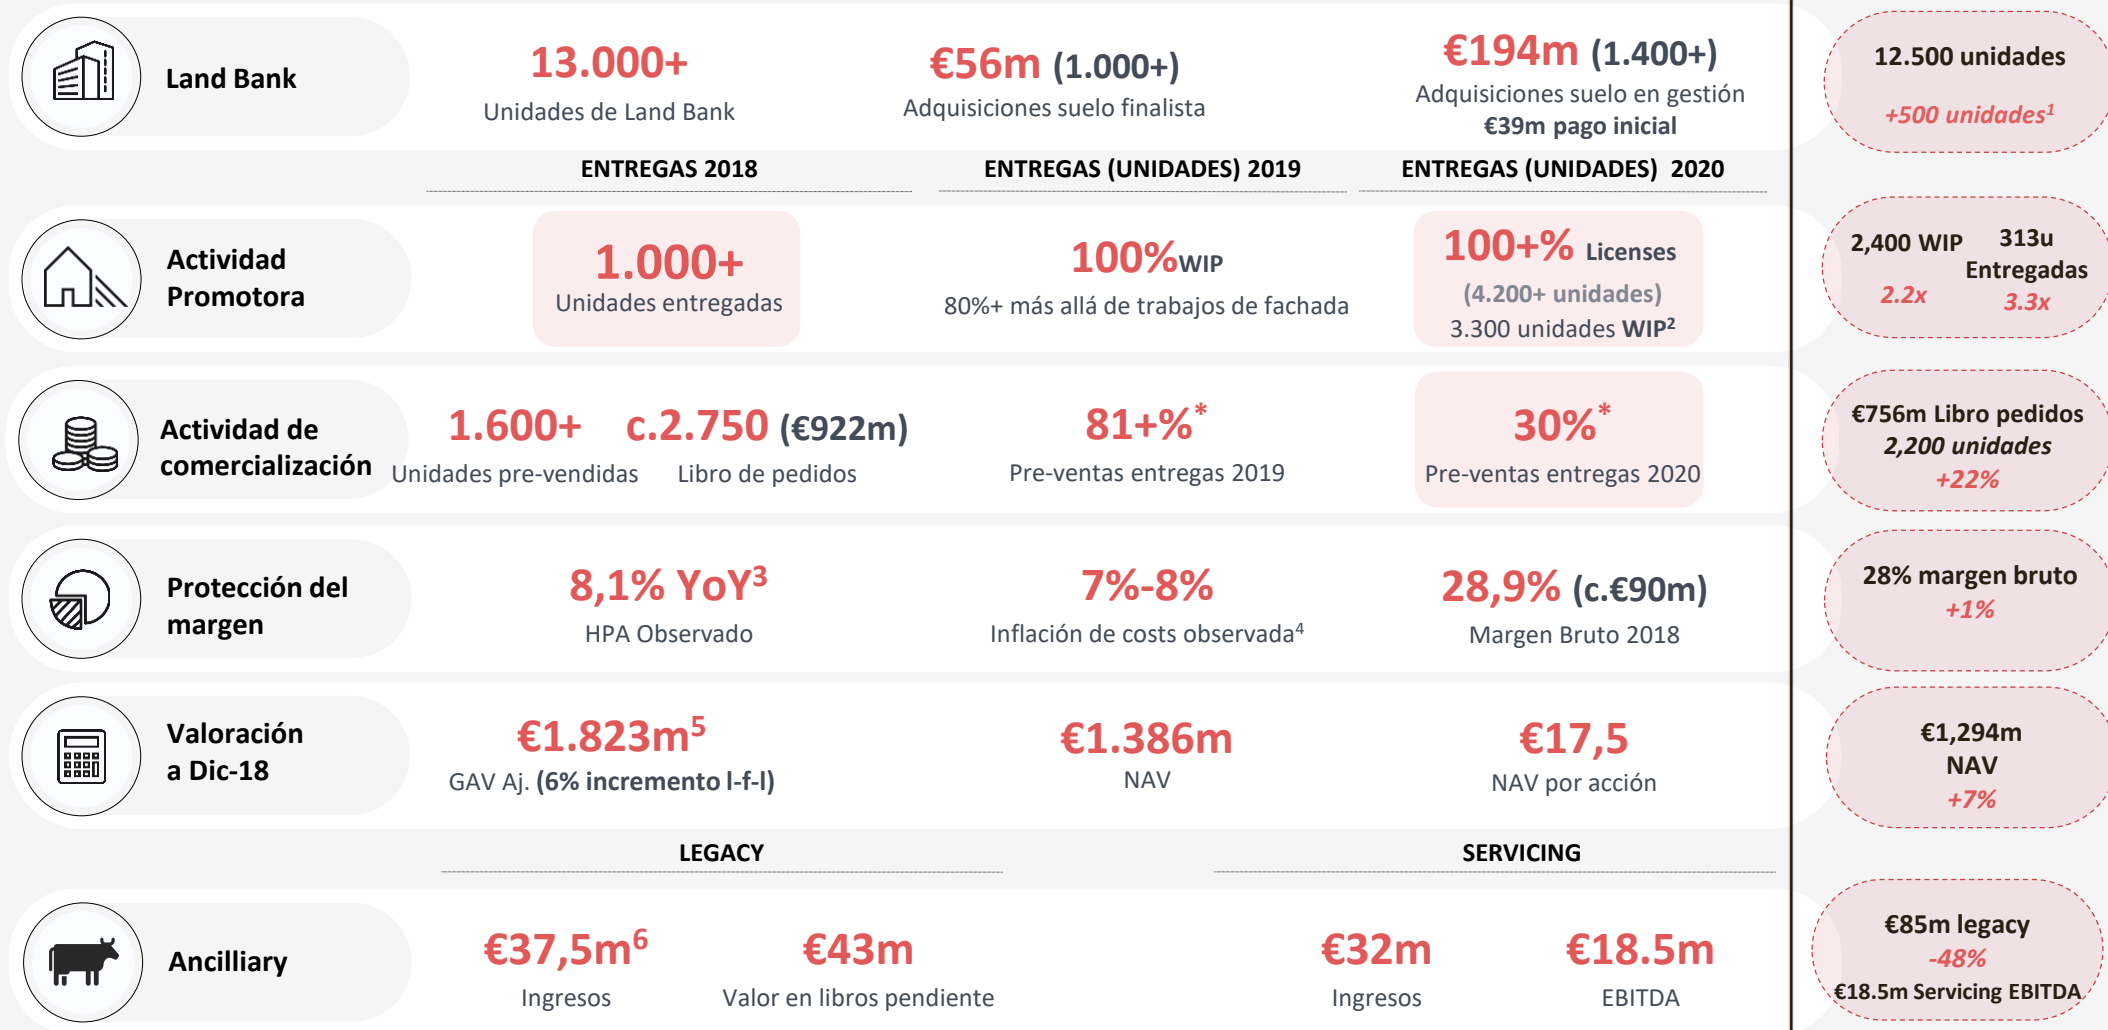 Land Bank
13.000+
Unidades de Land Bank
€56m (1.000+)
Adquisiciones suelo finalista
€194m (1.400+)
Adquisiciones suelo en gestión
€39m pago inicial
12.500 unidades
+500 unidades¹
ENTREGAS 2018
ENTREGAS (UNIDADES) 2019
ENTREGAS (UNIDADES) 2020
Actividad
Promotora
1.000+
Unidades entregadas
100%WIP
80%+ más allá de trabajos de fachada
100+% Licenses
(4.200+ unidades)
3.300 unidades WIP²
2,400 WIP
2.2x
313u
Entregadas
3.3x
Actividad de
comercialización
1.600+
Unidades pre-vendidas
c.2.750 (€922m)
Libro de pedidos
81+%*
Pre-ventas entregas 2019
30%*
Pre-ventas entregas 2020
€756m Libro pedidos
2,200 unidades
+22%
Protección del
margen
8,1% YoY³
HPA Observado
7%-8%
Inflación de costs observada⁴
28,9% (c.€90m)
Margen Bruto 2018
28% margen bruto
+1%
Valoración
a Dic-18
€1.823m⁵
GAV Aj. (6% incremento l-f-l)
€1.386m
NAV
€17,5
NAV por acción
€1,294m
NAV
+7%
LEGACY
SERVICING
Ancilliary
€37,5m⁶
Ingresos
€43m
Valor en libros pendiente
€32m
Ingresos
€18.5m
EBITDA
€85m legacy
-48%
€18.5m Servicing EBITDA